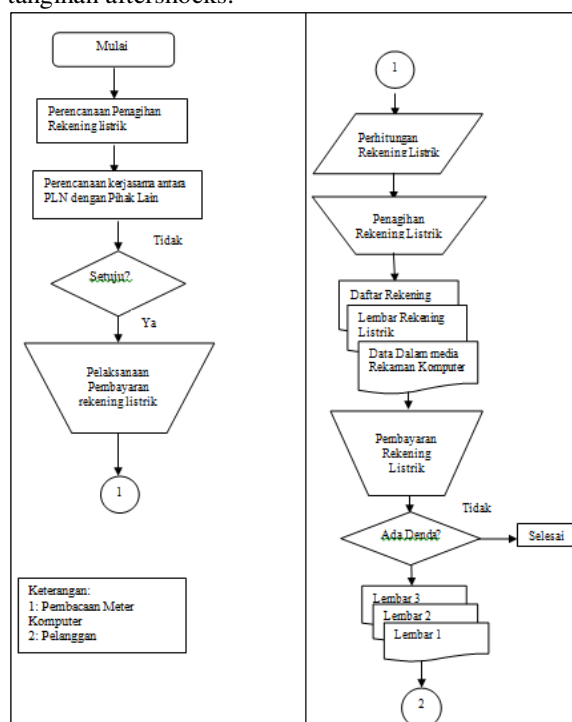 tangihan aftershocks.
Mulai
Perencanaan Penagihan
Rekening listrik
Perencanaan kerjasama antara
PLN dengan Pihak Lain
Tidak
Setuju?
Ya
Pelaksanaan
Pembayaran
rekening listrik
1
Keterangan:
1: Pembacaan Meter
Komputer
2: Pelanggan
1
Perhitungan
Rekening Listrik
Penagihan
Rekening Listrik
Daftar Rekening
Lembar Rekening
Listrik
Data Dalam media
Rekaman Komputer
Pembayaran
Rekening
Listrik
Tidak
Ada Denda?
Selesai
Lembar 3
Lembar 2
Lembar 1
2